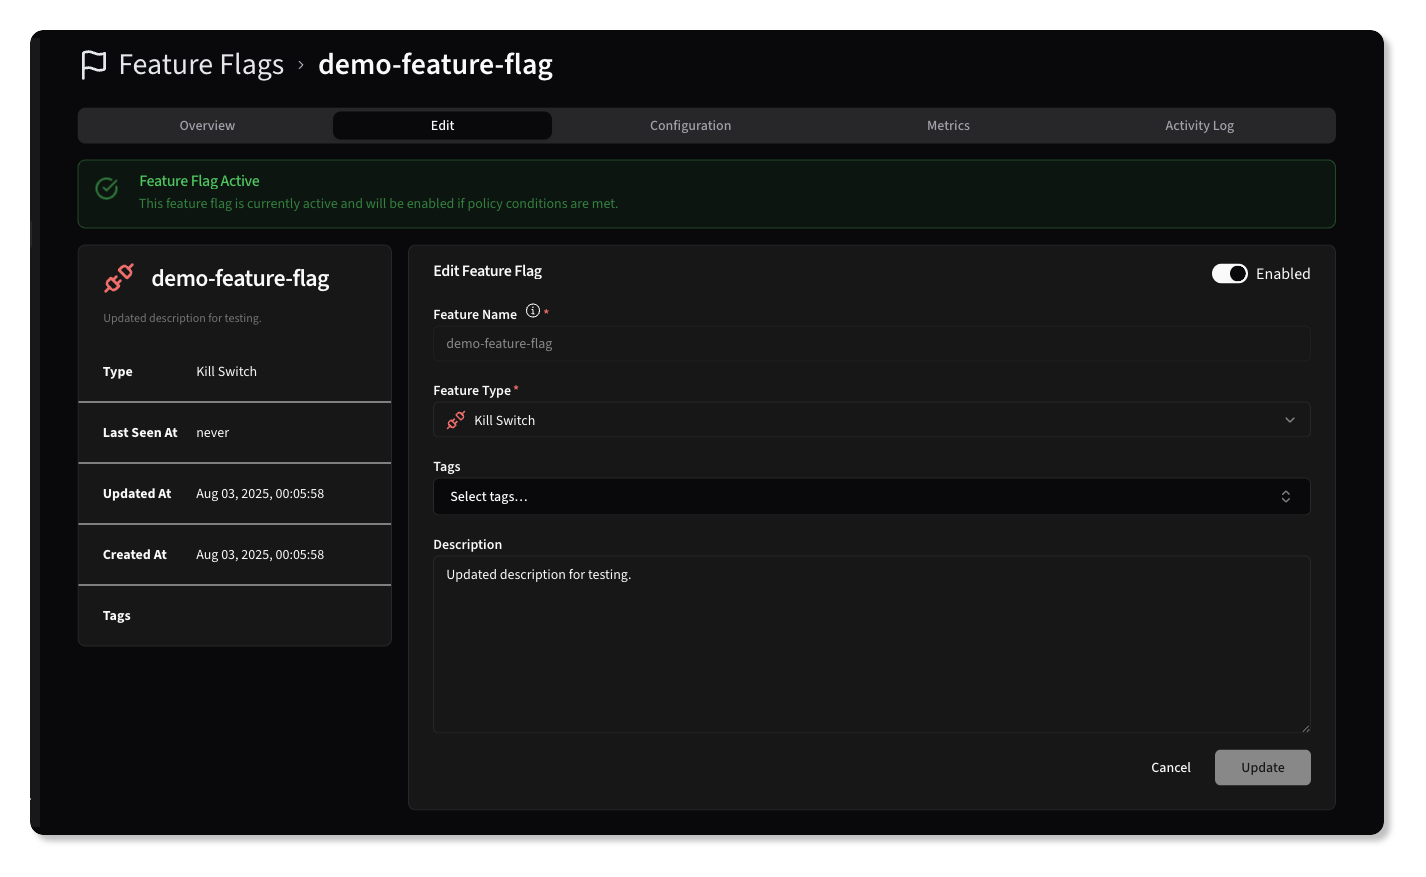 Feature Flags › demo-feature-flag
Overview Edit Configuration Metrics Activity Log
Feature Flag Active
This feature flag is currently active and will be enabled if policy conditions are met.
demo-feature-flag
Updated description for testing.
Type Kill Switch
Last Seen At never
Updated At Aug 03, 2025, 00:05:58
Created At Aug 03, 2025, 00:05:58
Tags
Edit Feature Flag
Enabled
Feature Name *
demo-feature-flag
Feature Type *
Kill Switch
Tags
Select tags...
Description
Updated description for testing.
Cancel Update